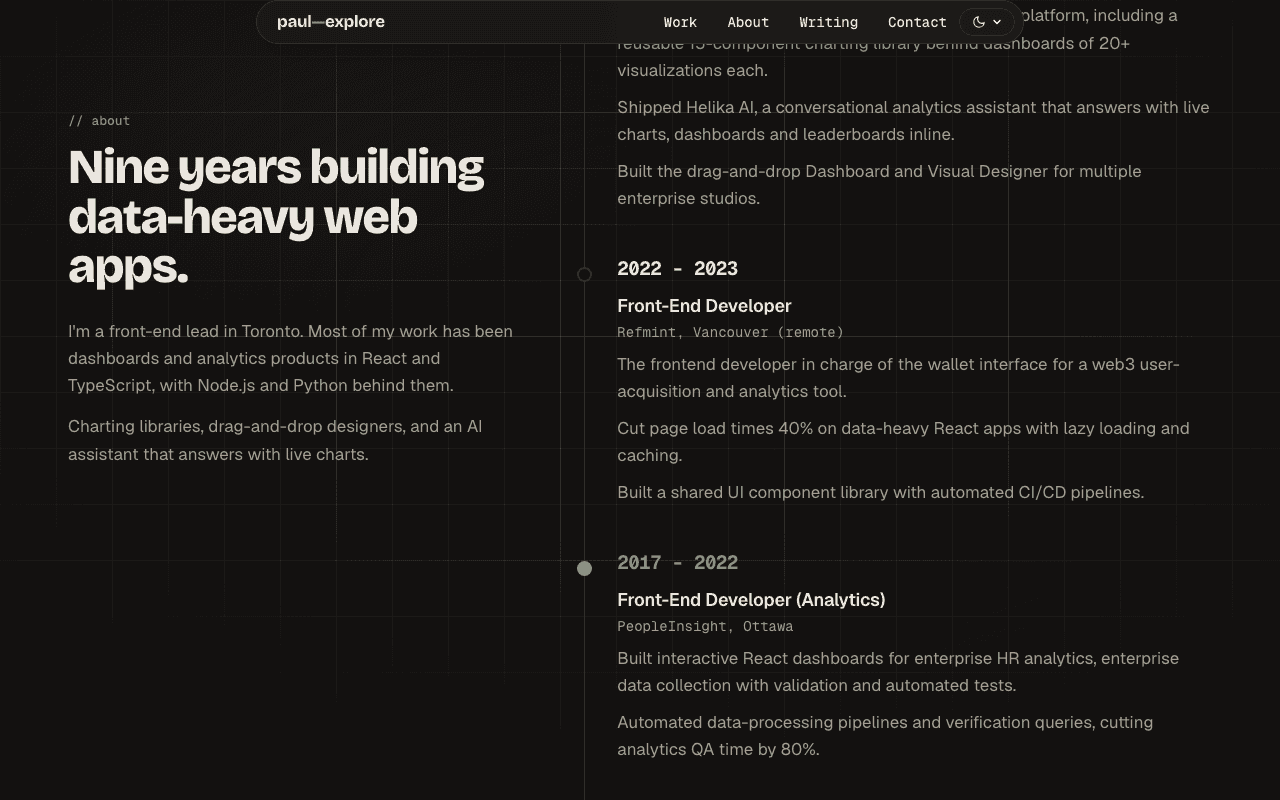 paul—explore
Work
About
Writing
Contact
platform, including a
reusable 15-component charting library behind dashboards of 20+
visualizations each.
Shipped Helika AI, a conversational analytics assistant that answers with live
charts, dashboards and leaderboards inline.
Built the drag-and-drop Dashboard and Visual Designer for multiple
enterprise studios.
// about
Nine years building
data-heavy web
apps.
I'm a front-end lead in Toronto. Most of my work has been
dashboards and analytics products in React and
TypeScript, with Node.js and Python behind them.
Charting libraries, drag-and-drop designers, and an AI
assistant that answers with live charts.
2022 - 2023
Front-End Developer
Refmint, Vancouver (remote)
The frontend developer in charge of the wallet interface for a web3 user-
acquisition and analytics tool.
Cut page load times 40% on data-heavy React apps with lazy loading and
caching.
Built a shared UI component library with automated CI/CD pipelines.
2017 - 2022
Front-End Developer (Analytics)
PeopleInsight, Ottawa
Built interactive React dashboards for enterprise HR analytics, enterprise
data collection with validation and automated tests.
Automated data-processing pipelines and verification queries, cutting
analytics QA time by 80%.